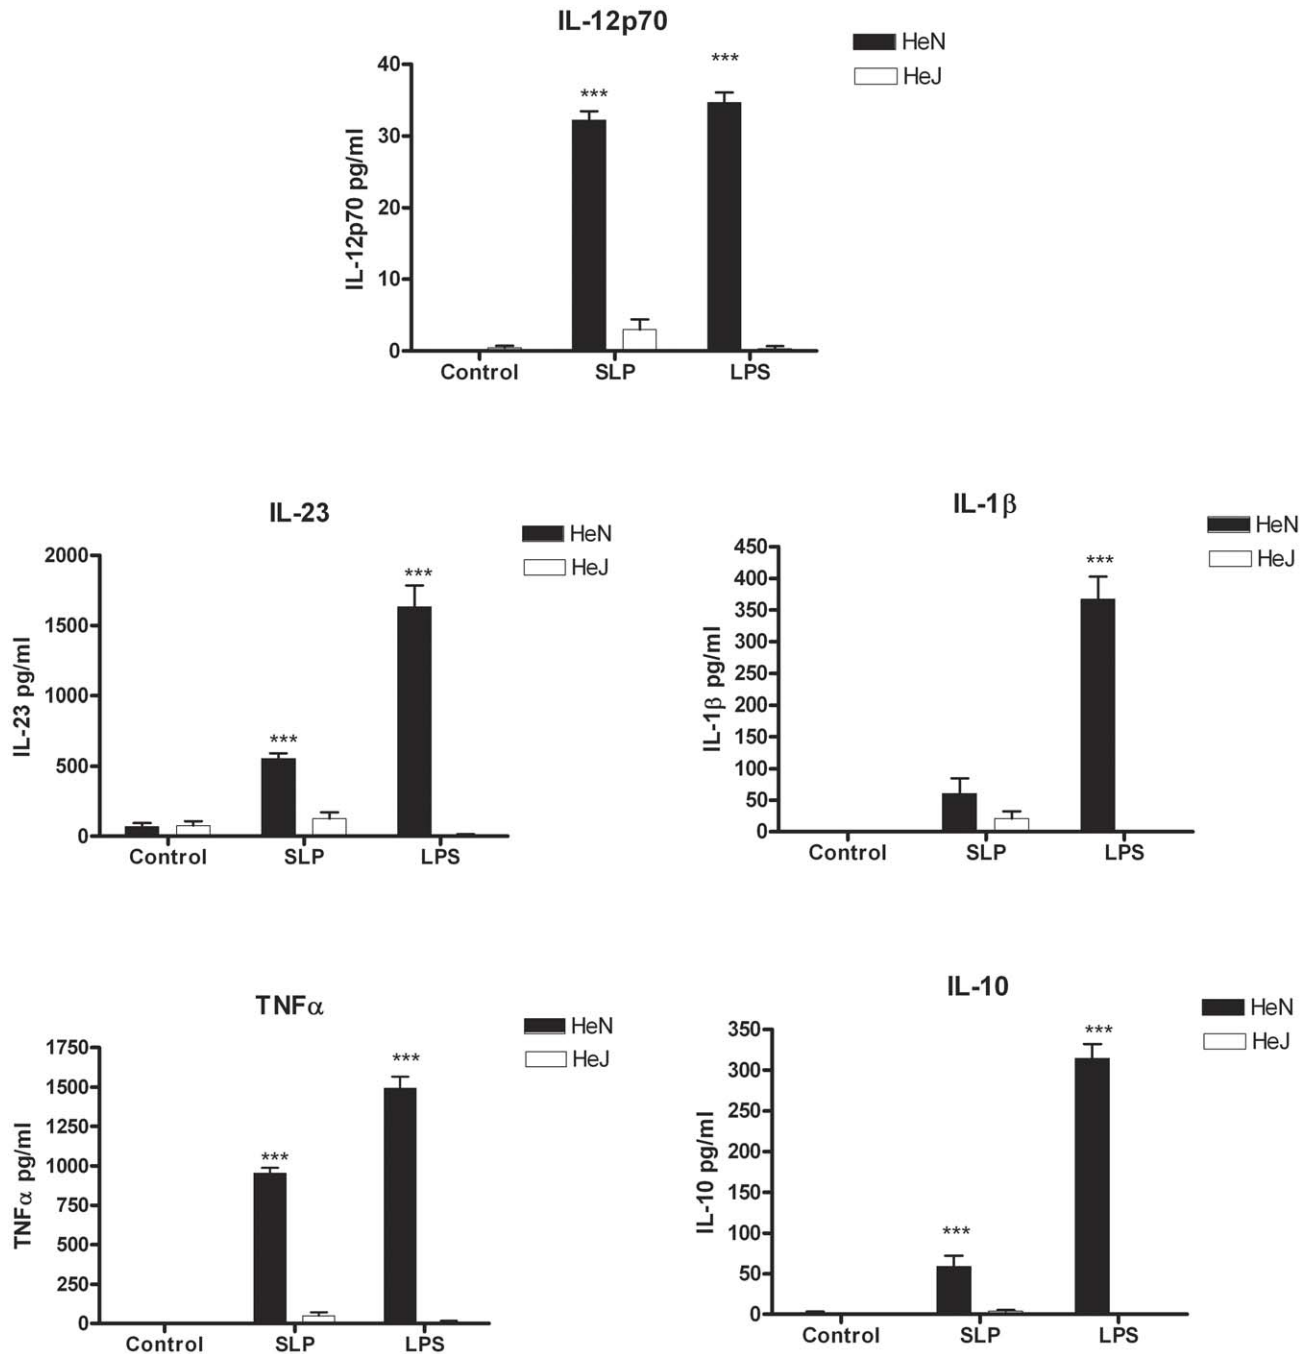 IL-12p70
HeN
HeJ
IL-12p70 pg/ml
40
30
20
10
0
***
***
Control
SLP
LPS
IL-23
HeN
HeJ
IL-23 pg/ml
2000
1500
1000
500
0
***
***
Control
SLP
LPS
IL-1β
HeN
HeJ
IL-1β pg/ml
450
400
350
300
250
200
150
100
50
0
***
Control
SLP
LPS
TNFα
HeN
HeJ
TNFα pg/ml
1750
1500
1250
1000
750
500
250
0
***
***
Control
SLP
LPS
IL-10
HeN
HeJ
IL-10 pg/ml
350
300
250
200
150
100
50
0
***
***
Control
SLP
LPS